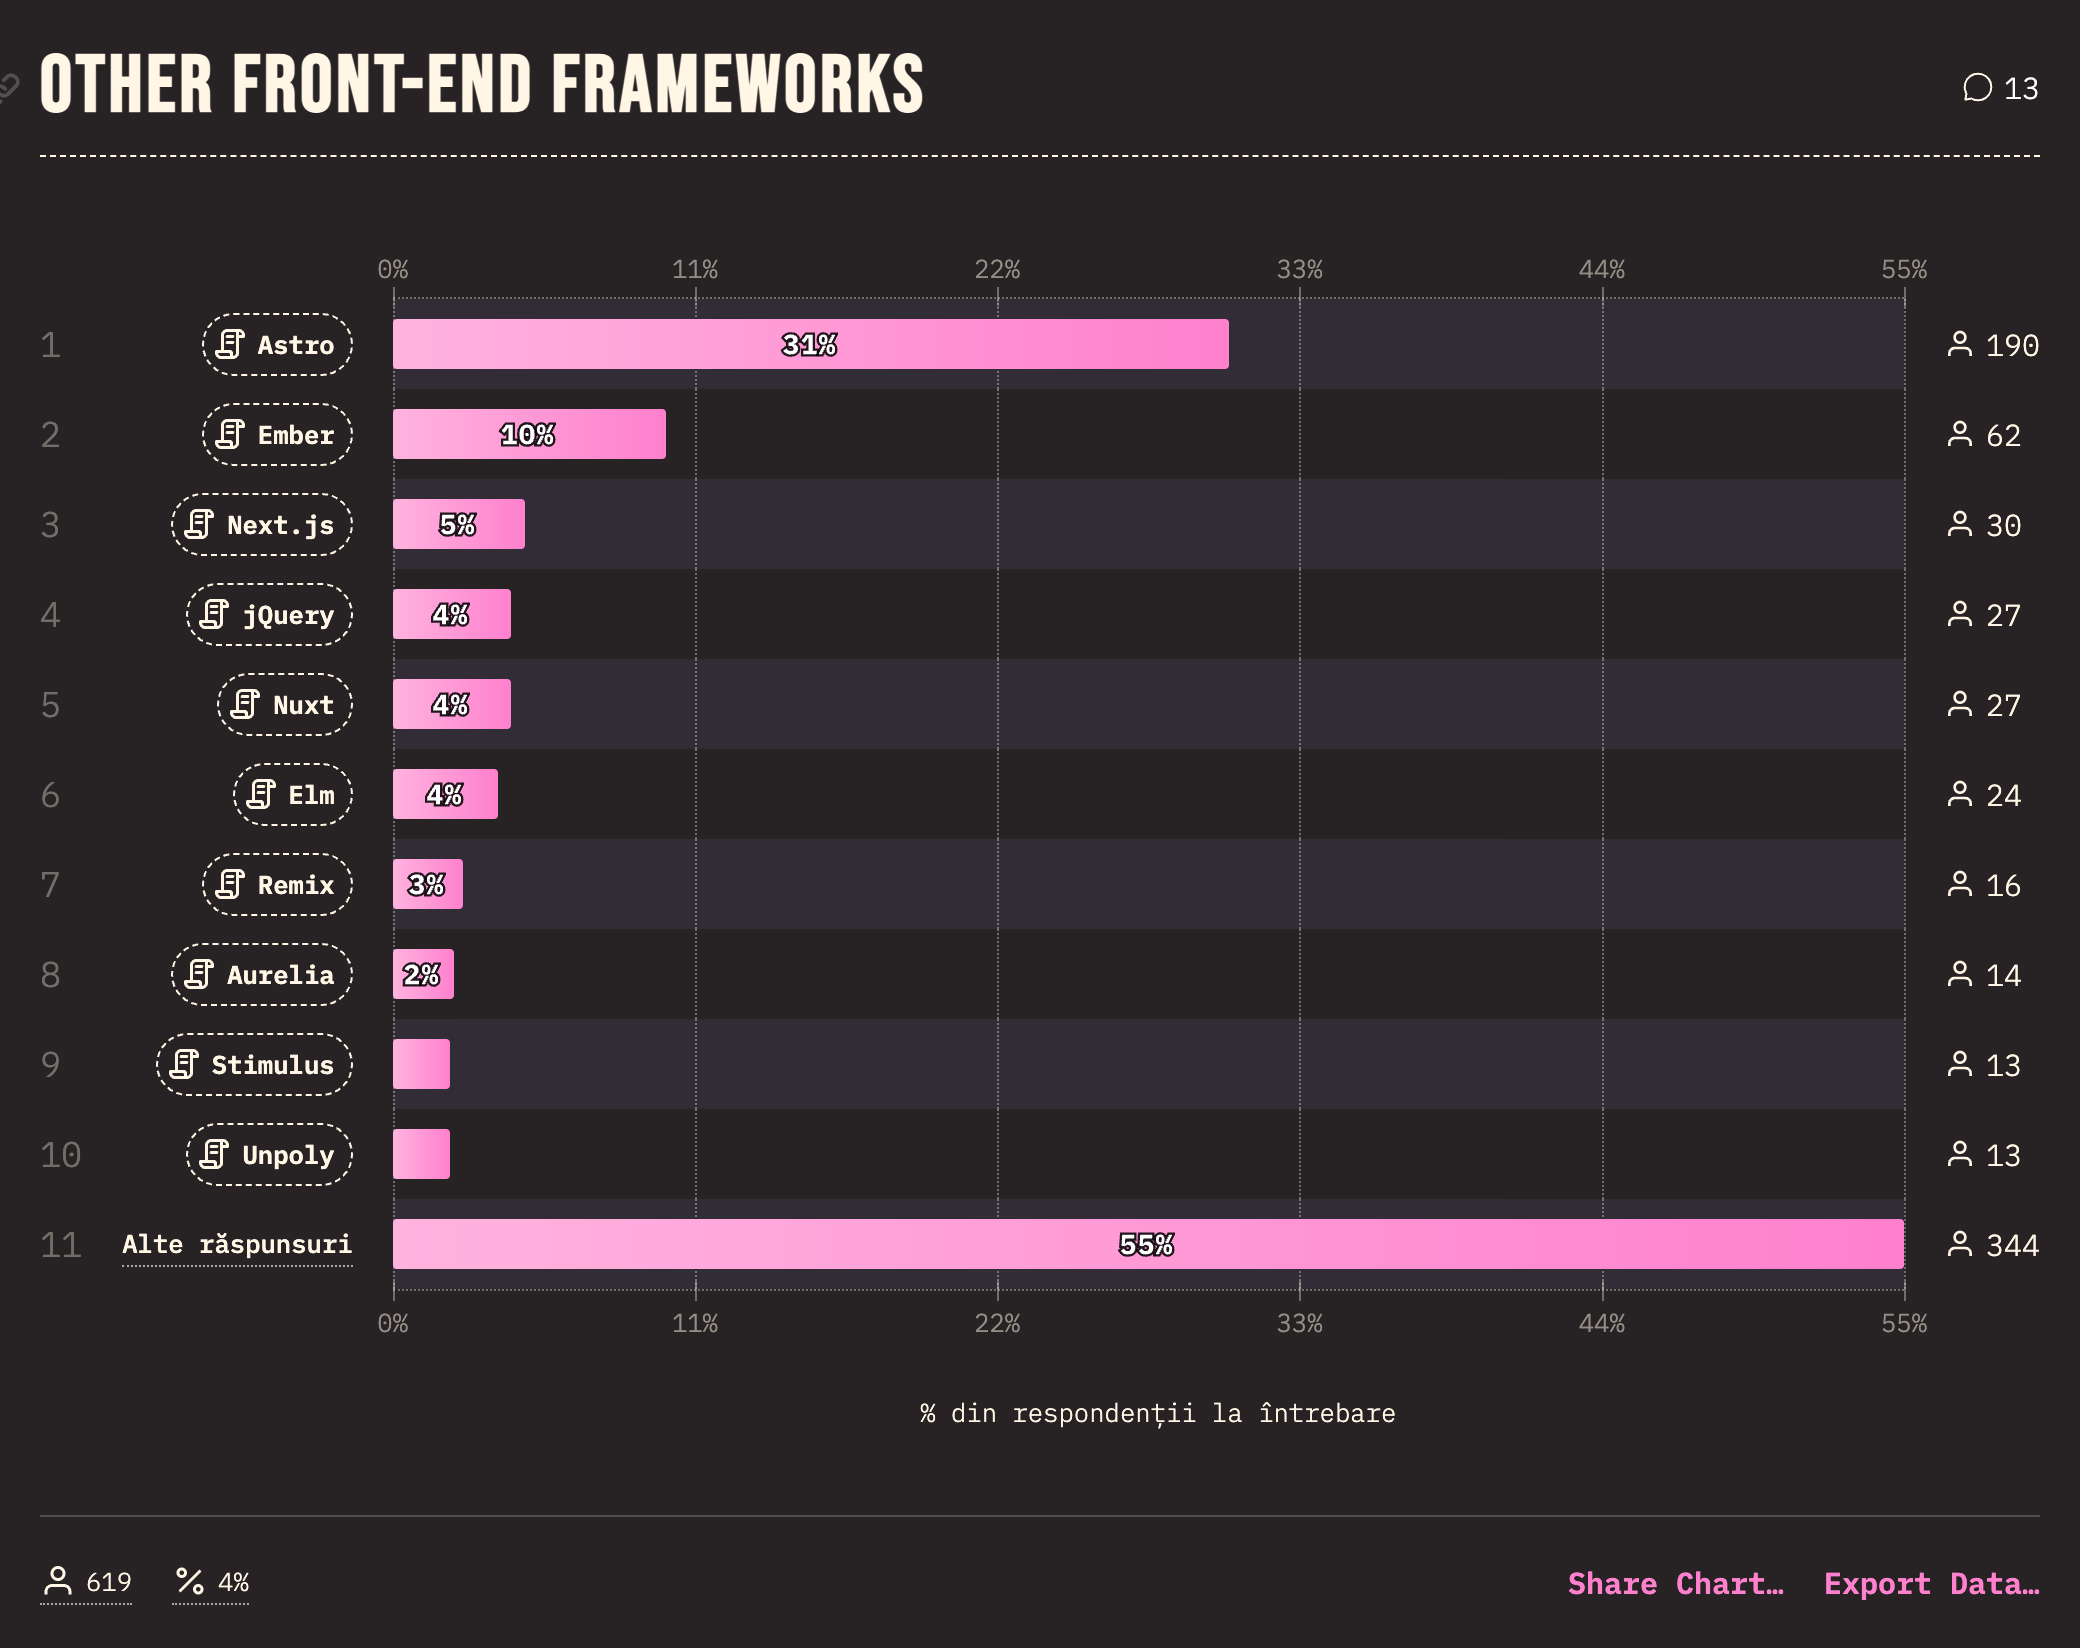 OTHER FRONT-END FRAMEWORKS
13
0% 11% 22% 33% 44% 55%
1 Astro 31% 190
2 Ember 10% 62
3 Next.js 5% 30
4 jQuery 4% 27
5 Nuxt 4% 27
6 Elm 4% 24
7 Remix 3% 16
8 Aurelia 2% 14
9 Stimulus 13
10 Unpoly 13
11 Alte răspunsuri 55% 344
0% 11% 22% 33% 44% 55%
% din respondenții la întrebare
619 % 4% Share Chart… Export Data…